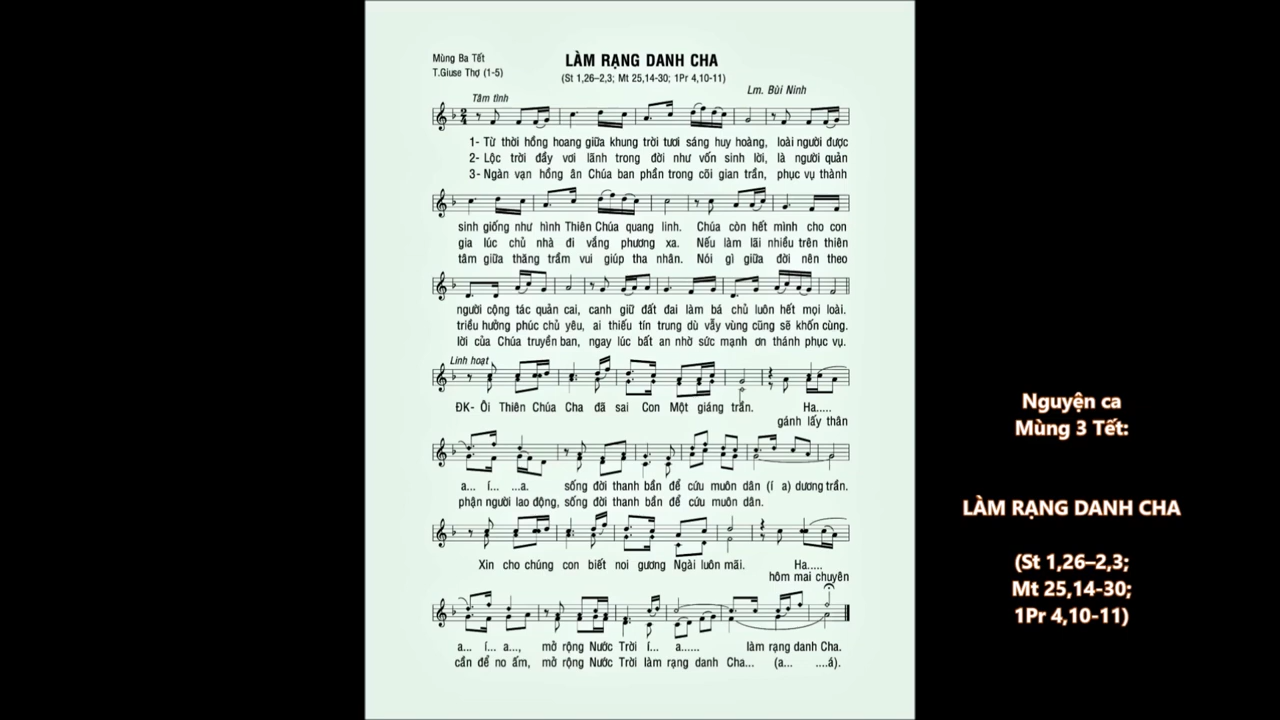 Mùng Ba Tết
T.Giuse Thợ (1-5)
LÀM RẠNG DANH CHA
(St 1,26–2,3; Mt 25,14-30; 1Pr 4,10-11)
Lm. Bùi Ninh
Tâm tình
1- Từ thời hồng hoang giữa khung trời tươi sáng huy hoàng, loài người được
2- Lộc trời đầy vơi lãnh trong đời như vốn sinh lời, là người quản
3- Ngàn vạn hồng ân Chúa ban phần trong cõi gian trần, phục vụ thành
sinh giống như hình Thiên Chúa quang linh. Chúa còn hết mình cho con
gia lúc chủ nhà đi vắng phương xa. Nếu làm lãi nhiều trên thiên
tâm giữa thăng trầm vui giúp tha nhân. Nói gì giữa đời nên theo
người cộng tác quản cai, canh giữ đất đai làm bá chủ luôn hết mọi loài.
triều hưởng phúc chủ yêu, ai thiếu tín trung dù vẫy vùng cũng sẽ khốn cùng.
lời của Chúa truyền ban, ngay lúc bất an nhờ sức mạnh ơn thánh phục vụ.
Linh hoạt
ĐK- Ôi Thiên Chúa Cha đã sai Con Một giáng trần. Ha.....
gánh lấy thân
a... í... ...a. sống đời thanh bần để cứu muôn dân (í a) dương trần.
phận người lao động, sống đời thanh bần để cứu muôn dân.
Xin cho chúng con biết noi gương Ngài luôn mãi. Ha.....
hôm mai chuyên
a... í... a..., mở rộng Nước Trời í... a...... làm rạng danh Cha.
cần để no ấm, mở rộng Nước Trời làm rạng danh Cha... (a... ....á).
Nguyện ca
Mùng 3 Tết:
LÀM RẠNG DANH CHA
(St 1,26–2,3;
Mt 25,14-30;
1Pr 4,10-11)